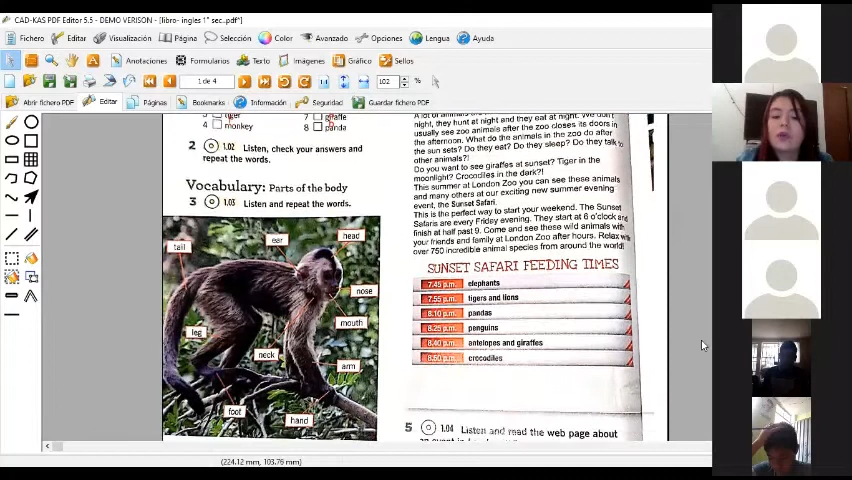 CAD-KAS PDF Editor 5.5 - DEMO VERISON - [libro- ingles 1° sec..pdf*]
Fichero Editar Visualización Página Selección Color Avanzado Opciones Lengua Ayuda
Anotaciones Formularios Texto Imágenes Gráfico Sellos
1 de 4 102 %
Abrir fichero PDF Editar Páginas Bookmarks Información Seguridad Guardar fichero PDF
3 tiger 7 giraffe
4 monkey 8 panda
2 1.02 Listen, check your answers and
repeat the words.
Vocabulary: Parts of the body
3 1.03 Listen and repeat the words.
ear
head
tail
nose
mouth
leg
neck
arm
foot
hand
A lot of animals
night, they hunt at night and they eat at night. We don't
usually see zoo animals after the zoo closes its doors in
the afternoon. What do the animals in the zoo do after
the sun sets? Do they eat? Do they sleep? Do they talk to
other animals?!
Do you want to see giraffes at sunset? Tiger in the
moonlight? Crocodiles in the dark?!
This summer at London Zoo you can see these animals
and many others at our exciting new summer evening
event, the Sunset Safari.
This is the perfect way to start your weekend. The Sunset
Safaris are every Friday evening. They start at 6 o'clock and
finish at half past 9. Come and see these wild animals with
your friends and family at London Zoo after hours. Relax with
over 750 incredible animal species from around the world!
SUNSET SAFARI FEEDING TIMES
7.45 p.m. elephants
7.55 p.m. tigers and lions
8.10 p.m. pandas
8.25 p.m. penguins
8.40 p.m. antelopes and giraffes
8.50 p.m. crocodiles
5 1.04 Listen and read the web page about
(224.12 mm, 103.76 mm)